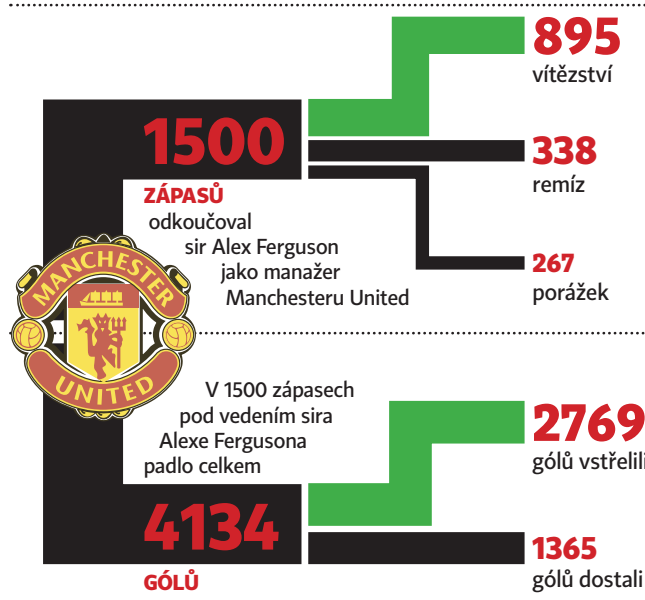 1500
ZÁPASŮ
odkoučoval
sir Alex Ferguson
jako manažer
Manchesteru United
895
vítězství
338
remíz
267
porážek
MANCHESTER
UNITED
V 1500 zápasech
pod vedením sira
Alexe Fergusona
padlo celkem
4134
GÓLŮ
2769
gólů vstřelili
1365
gólů dostali